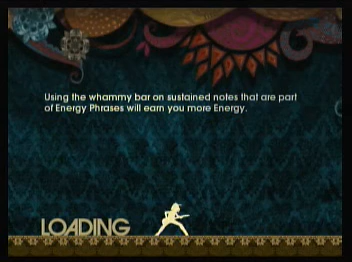 Using the whammy bar on sustained notes that are part
of Energy Phrases will earn you more Energy.
LOADING